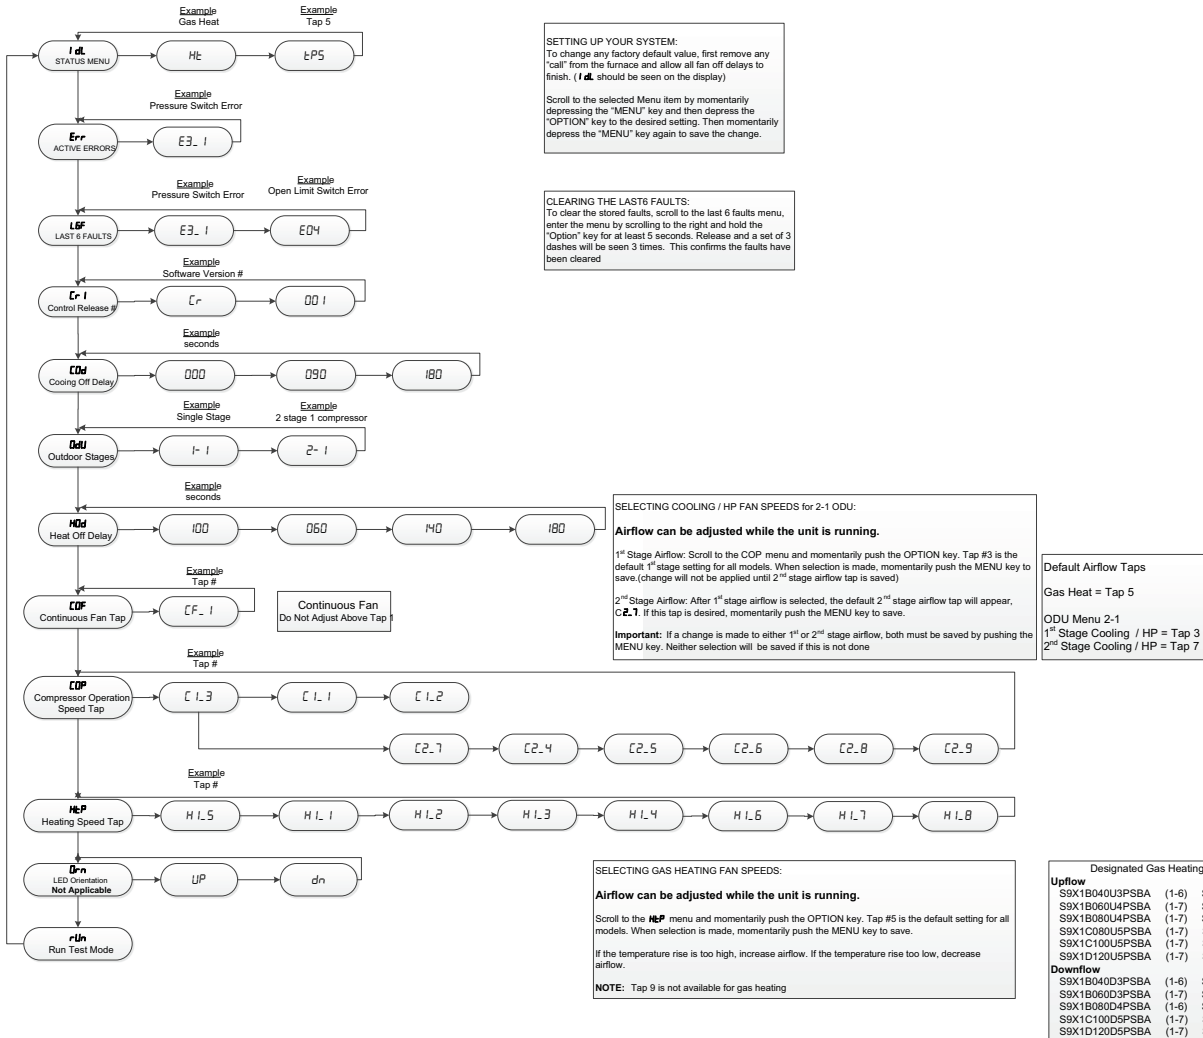 Example
Gas Heat
Example
Tap 5
IdL
STATUS MENU
Ht
tP5
Example
Pressure Switch Error
Err
ACTIVE ERRORS
E3_1
Example
Pressure Switch Error
Example
Open Limit Switch Error
L6F
LAST 6 FAULTS
E3_1
E04
Example
Software Version #
Cr1
Control Release #
Cr
001
Example
seconds
C0d
Cooing Off Delay
000
090
180
Example
Single Stage
Example
2 stage 1 compressor
OdU
Outdoor Stages
1-1
2-1
Example
seconds
HOd
Heat Off Delay
100
060
140
180
Example
Tap #
COF
Continuous Fan Tap
CF_1
Continuous Fan
Do Not Adjust Above Tap 1
Example
Tap #
COP
Compressor Operation
Speed Tap
C1_3
C1_1
C1_2
C2_7
C2_4
C2_5
C2_6
C2_8
C2_9
Example
Tap #
HtP
Heating Speed Tap
H1_5
H1_1
H1_2
H1_3
H1_4
H1_6
H1_7
H1_8
Orn
LED Orientation
Not Applicable
UP
dn
rUn
Run Test Mode
SETTING UP YOUR SYSTEM:
To change any factory default value, first remove any
"call" from the furnace and allow all fan off delays to
finish. ( IdL should be seen on the display)
Scroll to the selected Menu item by momentarily
depressing the "MENU" key and then depress the
"OPTION" key to the desired setting. Then momentarily
depress the "MENU" key again to save the change.
CLEARING THE LAST6 FAULTS:
To clear the stored faults, scroll to the last 6 faults menu,
enter the menu by scrolling to the right and hold the
"Option" key for at least 5 seconds. Release and a set of 3
dashes will be seen 3 times. This confirms the faults have
been cleared
SELECTING COOLING / HP FAN SPEEDS for 2-1 ODU:
Airflow can be adjusted while the unit is running.
1st Stage Airflow: Scroll to the COP menu and momentarily push the OPTION key. Tap #3 is the
default 1st stage setting for all models. When selection is made, momentarily push the MENU key to
save.(change will not be applied until 2nd stage airflow tap is saved)
2nd Stage Airflow: After 1st stage airflow is selected, the default 2nd stage airflow tap will appear,
C2_7. If this tap is desired, momentarily push the MENU key to save.
Important: If a change is made to either 1st or 2nd stage airflow, both must be saved by pushing the
MENU key. Neither selection will be saved if this is not done
Default Airflow Taps
Gas Heat = Tap 5
ODU Menu 2-1
1st Stage Cooling / HP = Tap 3
2nd Stage Cooling / HP = Tap 7
SELECTING GAS HEATING FAN SPEEDS:
Airflow can be adjusted while the unit is running.
Scroll to the HtP menu and momentarily push the OPTION key. Tap #5 is the default setting for all
models. When selection is made, momentarily push the MENU key to save.
If the temperature rise is too high, increase airflow. If the temperature rise too low, decrease
airflow.
NOTE: Tap 9 is not available for gas heating
Designated Gas Heating
Upflow
S9X1B040U3PSBA (1-6)
S9X1B060U4PSBA (1-7)
S9X1B080U4PSBA (1-7)
S9X1C080U5PSBA (1-7)
S9X1C100U5PSBA (1-7)
S9X1D120U5PSBA (1-7)
Downflow
S9X1B040D3PSBA (1-6)
S9X1B060D3PSBA (1-7)
S9X1B080D4PSBA (1-6)
S9X1C100D5PSBA (1-7)
S9X1D120D5PSBA (1-7)